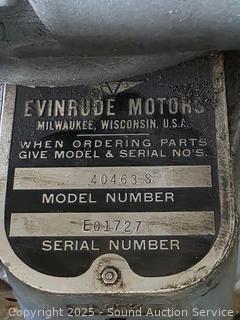 EVINRUDE MOTORS
MILWAUKEE, WISCONSIN, U.S.A.
WHEN ORDERING PARTS
GIVE MODEL & SERIAL NO'S.
40463-S
MODEL NUMBER
E01727
SERIAL NUMBER
Copyright 2025 - Sound Auction Service